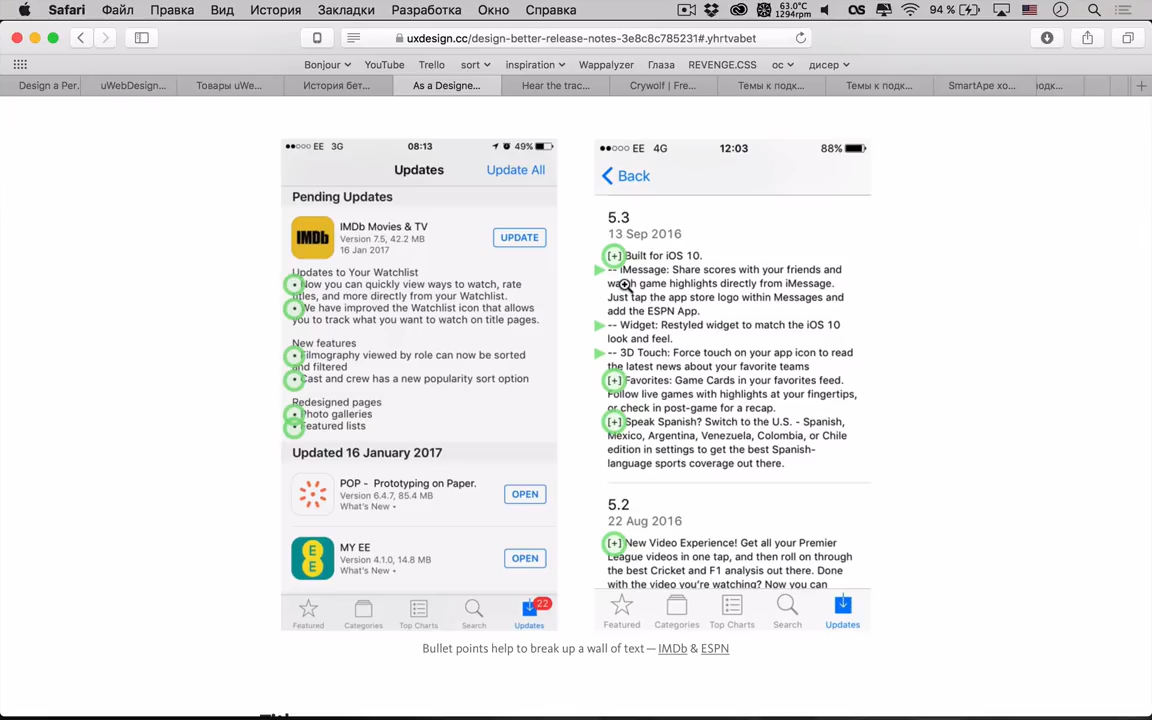 Safari Файл Правка Вид История Закладки Разработка Окно Справка 63.0°C 1294rpm 94 %
uxdesign.cc/design-better-release-notes-3e8c8c785231#.yhrtvabet
Bonjour YouTube Trello sort inspiration Wappalyzer Глаза REVENGE.CSS ос дисер
Design a Per... uWebDesign... Товары uWe... История бет... As a Designe... Hear the trac... Crywolf | Fre... Темы к подк... Темы к подк... SmartApe хо... подк...
EE 3G 08:13 49%
Updates Update All
Pending Updates
IMDb
IMDb Movies & TV
Version 7.5, 42.2 MB
16 Jan 2017
UPDATE
Updates to Your Watchlist
• Now you can quickly view ways to watch, rate
titles, and more directly from your Watchlist.
• We have improved the Watchlist icon that allows
you to track what you want to watch on title pages.
New features
• Filmography viewed by role can now be sorted
and filtered
• Cast and crew has a new popularity sort option
Redesigned pages
• Photo galleries
• Featured lists
Updated 16 January 2017
POP - Prototyping on Paper.
Version 6.4.7, 85.4 MB
What's New
OPEN
MY EE
Version 4.1.0, 14.8 MB
What's New
OPEN
22
Featured Categories Top Charts Search Updates
EE 4G 12:03 88%
Back
5.3
13 Sep 2016
[+] Built for iOS 10.
-- iMessage: Share scores with your friends and
watch game highlights directly from iMessage.
Just tap the app store logo within Messages and
add the ESPN App.
-- Widget: Restyled widget to match the iOS 10
look and feel.
-- 3D Touch: Force touch on your app icon to read
the latest news about your favorite teams
[+] Favorites: Game Cards in your favorites feed.
Follow live games with highlights at your fingertips,
or check in post-game for a recap.
[+] Speak Spanish? Switch to the U.S. - Spanish,
Mexico, Argentina, Venezuela, Colombia, or Chile
edition in settings to get the best Spanish-
language sports coverage out there.
5.2
22 Aug 2016
[+] New Video Experience! Get all your Premier
League videos in one tap, and then roll on through
the best Cricket and F1 analysis out there. Done
with the video you're watching? Now you can
Featured Categories Top Charts Search Updates
Bullet points help to break up a wall of text — IMDb & ESPN